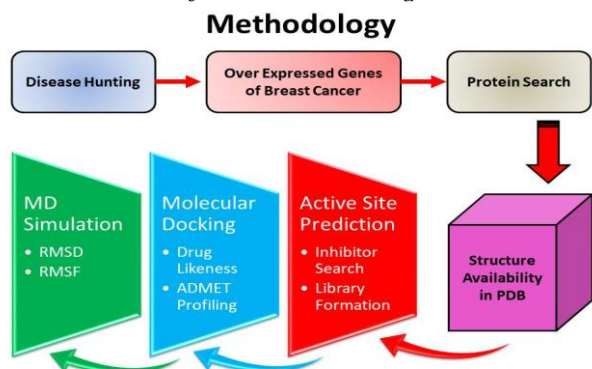 Methodology
Disease Hunting
Over Expressed Genes
of Breast Cancer
Protein Search
Structure
Availability
in PDB
Active Site
Prediction
• Inhibitor
Search
• Library
Formation
Molecular
Docking
• Drug
Likeness
• ADMET
Profiling
MD
Simulation
• RMSD
• RMSF